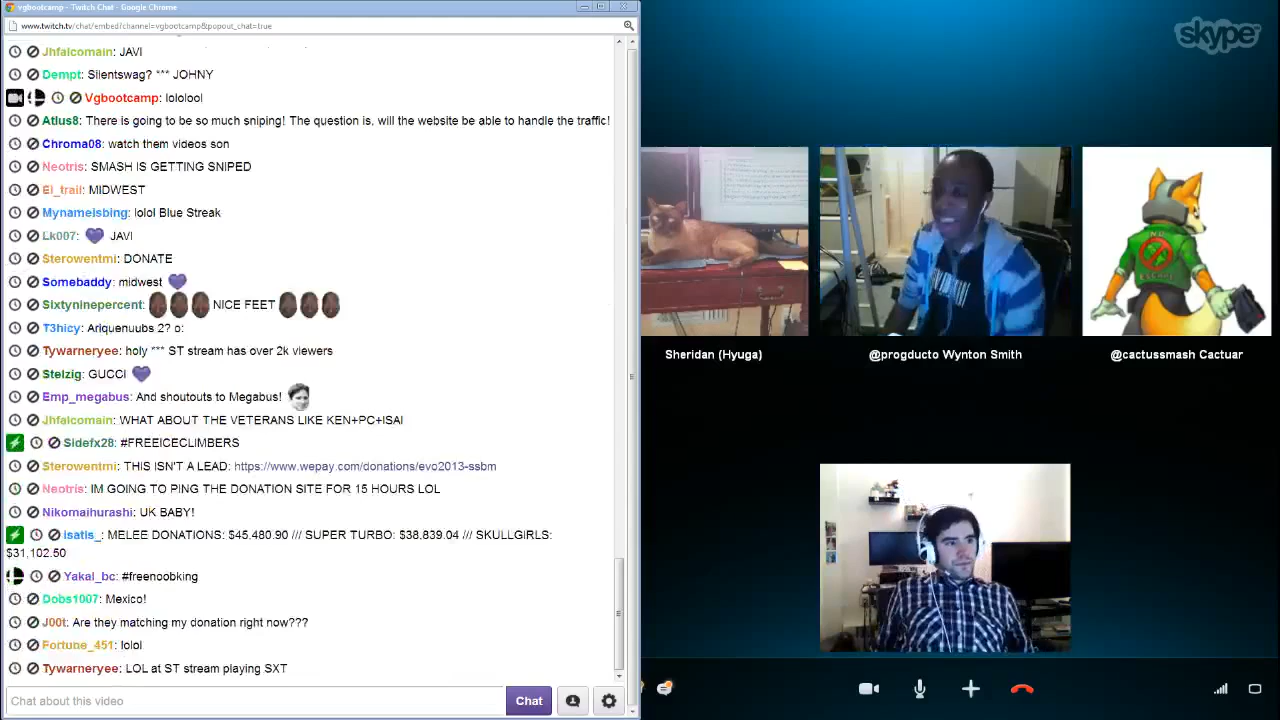 vgbootcamp - Twitch Chat - Google Chrome
www.twitch.tv/chat/embed?channel=vgbootcamp&popout_chat=true
Jhfalcomain: JAVI
Dempt: Silentswag? *** JOHNY
Vgbootcamp: lololool
Atlus8: There is going to be so much sniping! The question is, will the website be able to handle the traffic!
Chroma08: watch them videos son
Neotris: SMASH IS GETTING SNIPED
El_trail: MIDWEST
Mynameisbing: lolol Blue Streak
Lk007: JAVI
Sterowentmi: DONATE
Somebaddy: midwest
Sixtyninepercent: NICE FEET
T3hicy: Arlquenuubs 2? o:
Tywarneryee: holy *** ST stream has over 2k viewers
Stelzig: GUCCI
Emp_megabus: And shoutouts to Megabus!
Jhfalcomain: WHAT ABOUT THE VETERANS LIKE KEN+PC+ISAI
Sidefx28: #FREEICECLIMBERS
Sterowentmi: THIS ISN'T A LEAD: https://www.wepay.com/donations/evo2013-ssbm
Neotris: IM GOING TO PING THE DONATION SITE FOR 15 HOURS LOL
Nikomaihurashi: UK BABY!
isatis_: MELEE DONATIONS: $45,480.90 /// SUPER TURBO: $38,839.04 /// SKULLGIRLS:
$31,102.50
Yakal_bc: #freenoobking
Dobs1007: Mexico!
J00t: Are they matching my donation right now???
Fortube_451: lolol
Tywarneryee: LOL at ST stream playing SXT
Chat about this video
Chat
skype
NO
ESCAPE
Sheridan (Hyuga)
@progducto Wynton Smith
@cactussmash Cactuar